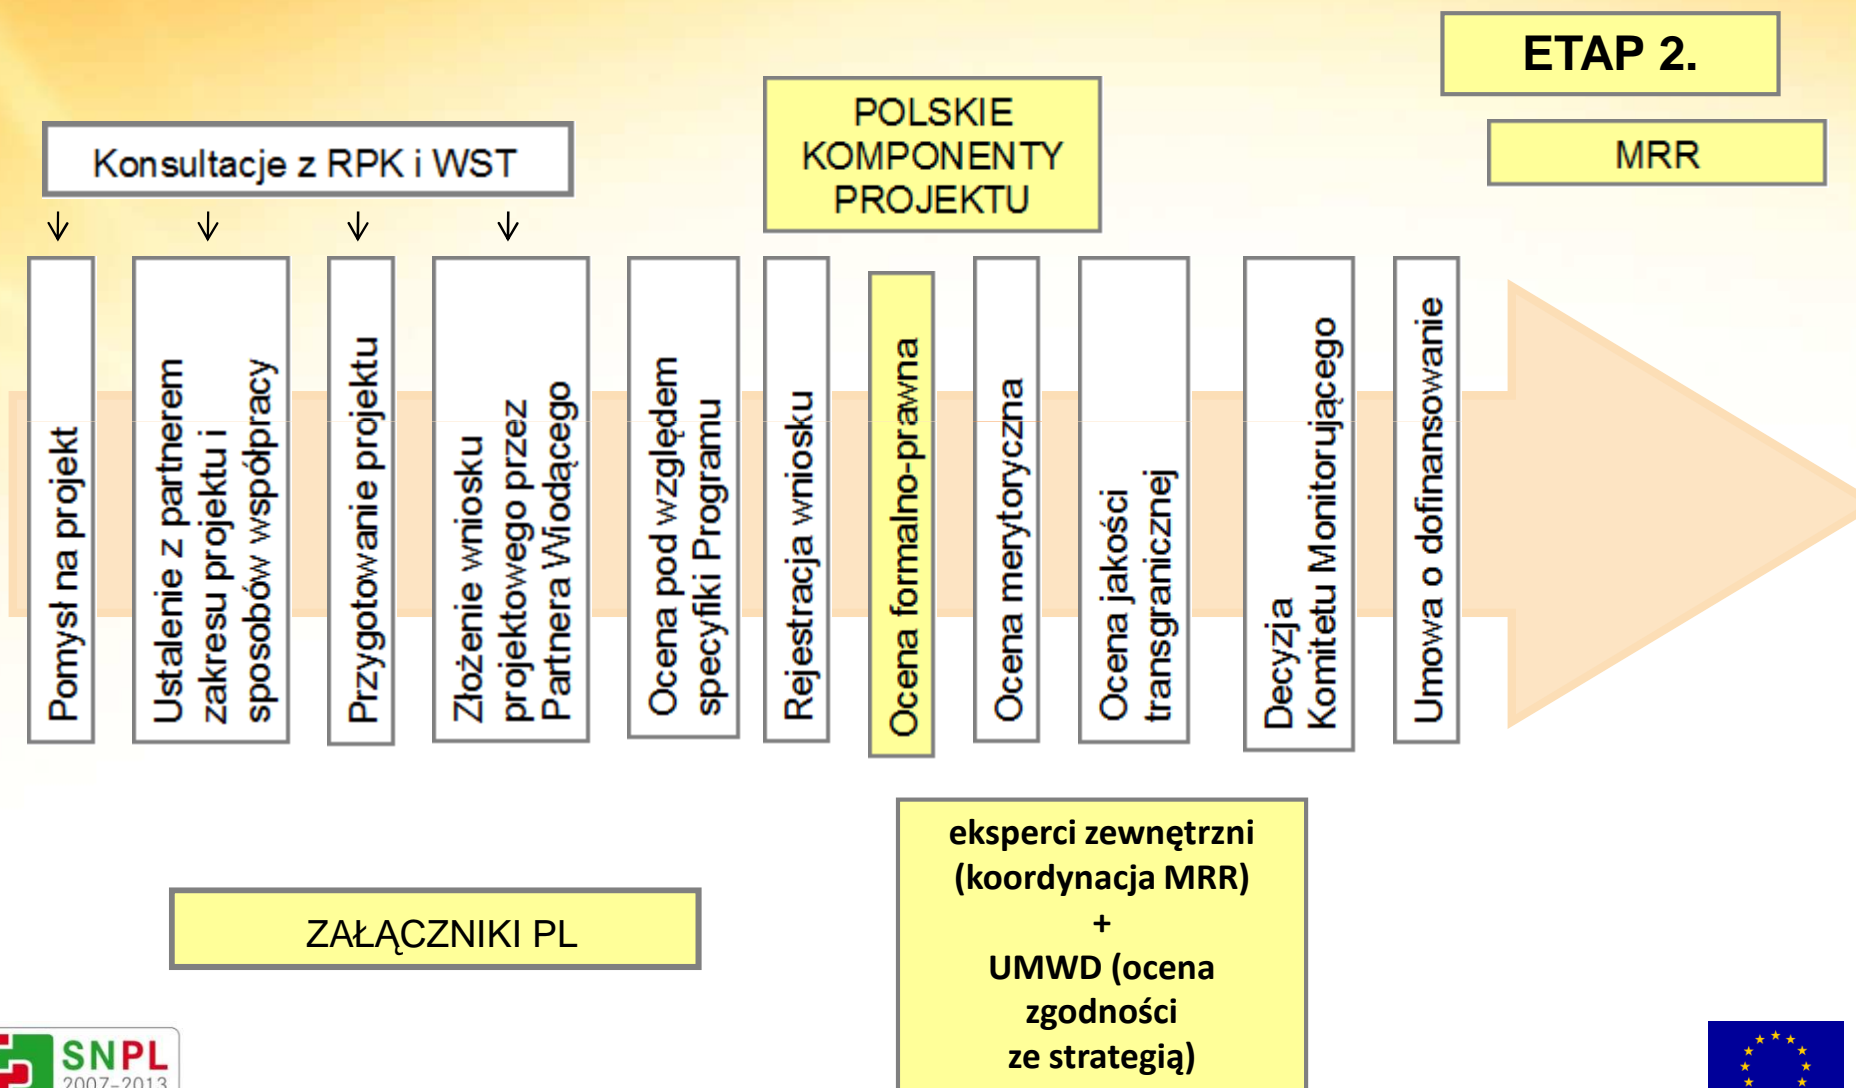 ETAP 2.
MRR
POLSKIE
KOMPONENTY
PROJEKTU
Konsultacje z RPK i WST
Pomysł na projekt
Ustalenie z partnerem
zakresu projektu i
sposobów współpracy
Przygotowanie projektu
Złożenie wniosku
projektowego przez
Partnera Wiodącego
Ocena pod względem
specyfiki Programu
Rejestracja wniosku
Ocena formalno-prawna
Ocena merytoryczna
Ocena jakości
transgranicznej
Decyzja
Komitetu Monitorującego
Umowa o dofinansowanie
eksperci zewnętrzni
(koordynacja MRR)
+
UMWD (ocena
zgodności
ze strategią)
ZAŁĄCZNIKI PL
SNPL
2007-2013